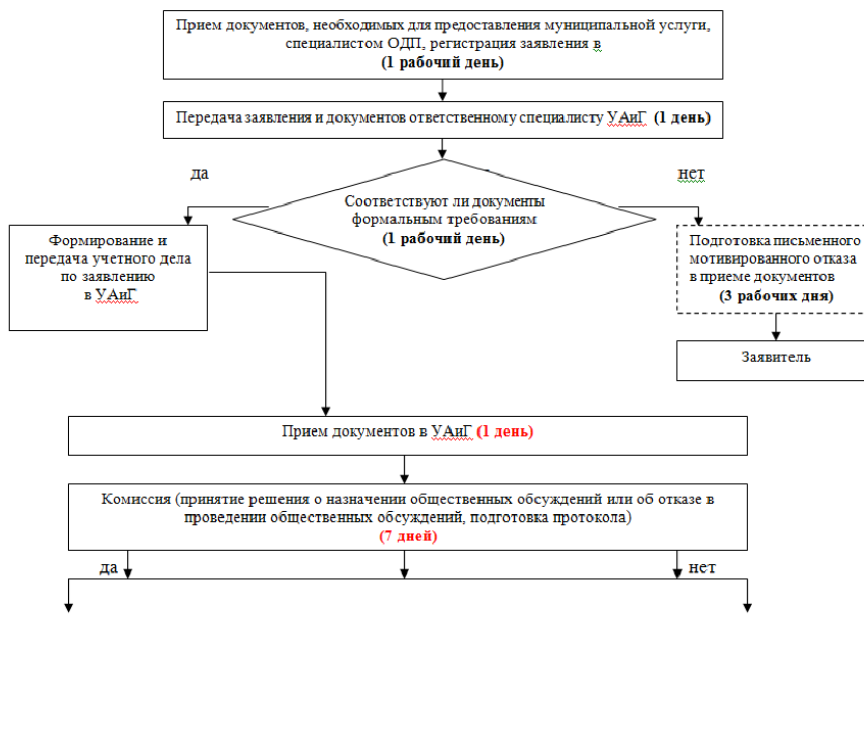 Прием документов, необходимых для предоставления муниципальной услуги,
специалистом ОДП, регистрация заявления в
(1 рабочий день)
Передача заявления и документов ответственному специалисту УАиГ (1 день)
да
нет
Соответствуют ли документы
формальным требованиям
(1 рабочий день)
Формирование и
передача учетного дела
по заявлению
в УАиГ
Подготовка письменного
мотивированного отказа
в приеме документов
(3 рабочих дня)
Заявитель
Прием документов в УАиГ (1 день)
Комиссия (принятие решения о назначении общественных обсуждений или об отказе в
проведении общественных обсуждений, подготовка протокола)
(7 дней)
да
нет